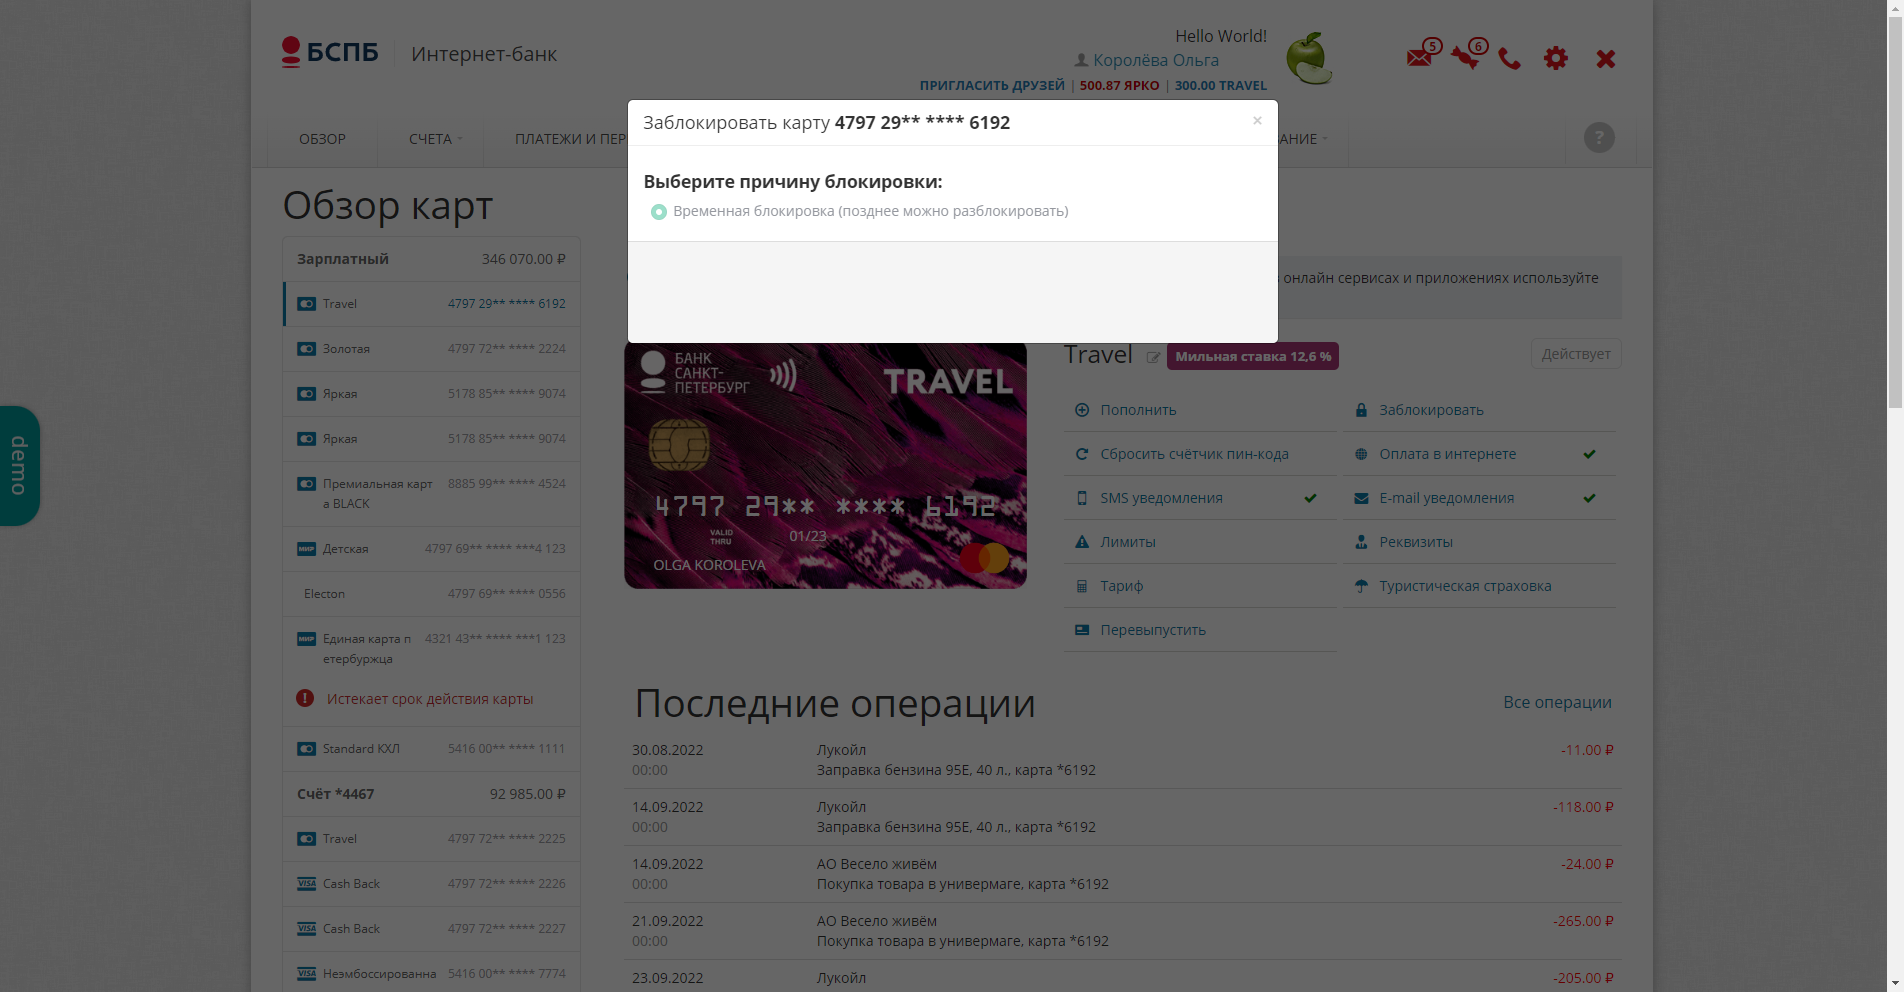 БСПБ
Интернет-банк
Hello World!
Королёва Ольга
ПРИГЛАСИТЬ ДРУЗЕЙ | 500.87 ЯРКО | 300.00 TRAVEL
5
6
ОБЗОР
СЧЕТА
ПЛАТЕЖИ И
?
Заблокировать карту 4797 29** **** 6192
×
Выберите причину блокировки:
Временная блокировка (позднее можно разблокировать)
онлайн сервисах и приложениях используйте
demo
Обзор карт
Зарплатный 346 070.00 ₽
Travel 4797 29** **** 6192
Золотая 4797 72** **** 2224
Яркая 5178 85** **** 9074
Яркая 5178 85** **** 9074
Премиальная карт 8885 99** **** 4524
а BLACK
МИР Детская 4797 69** **** ***4 123
Electon 4797 69** **** 0556
МИР Единая карта п 4321 43** **** ***1 123
етербуржца
! Истекает срок действия карты
Standard КХЛ 5416 00** **** 1111
Счёт *4467 92 985.00 ₽
Travel 4797 72** **** 2225
VISA Cash Back 4797 72** **** 2226
VISA Cash Back 4797 72** **** 2227
VISA Неэмбоссированна 5416 00** **** 7774
БАНК
САНКТ-
ПЕТЕРБУРГ
TRAVEL
4797 29** **** 6192
VALID
THRU
01/23
OLGA KOROLEVA
Travel
Мильная ставка 12,6 %
Действует
Пополнить
Заблокировать
Сбросить счётчик пин-кода
Оплата в интернете
SMS уведомления
E-mail уведомления
Лимиты
Реквизиты
Тариф
Туристическая страховка
Перевыпустить
Последние операции
Все операции
30.08.2022 Лукойл -11.00 ₽
00:00 Заправка бензина 95Е, 40 л., карта *6192
14.09.2022 Лукойл -118.00 ₽
00:00 Заправка бензина 95Е, 40 л., карта *6192
14.09.2022 АО Весело живём -24.00 ₽
00:00 Покупка товара в универмаге, карта *6192
21.09.2022 АО Весело живём -265.00 ₽
00:00 Покупка товара в универмаге, карта *6192
23.09.2022 Лукойл -205.00 ₽